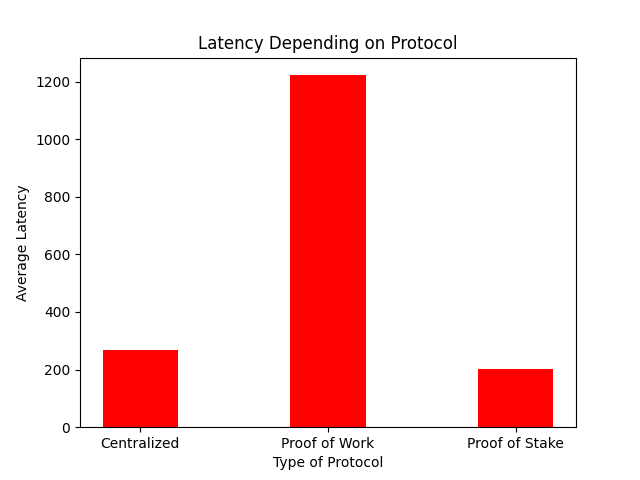 Latency Depending on Protocol
1200
1000
800
600
400
200
0
Average Latency
Centralized
Proof of Work
Proof of Stake
Type of Protocol